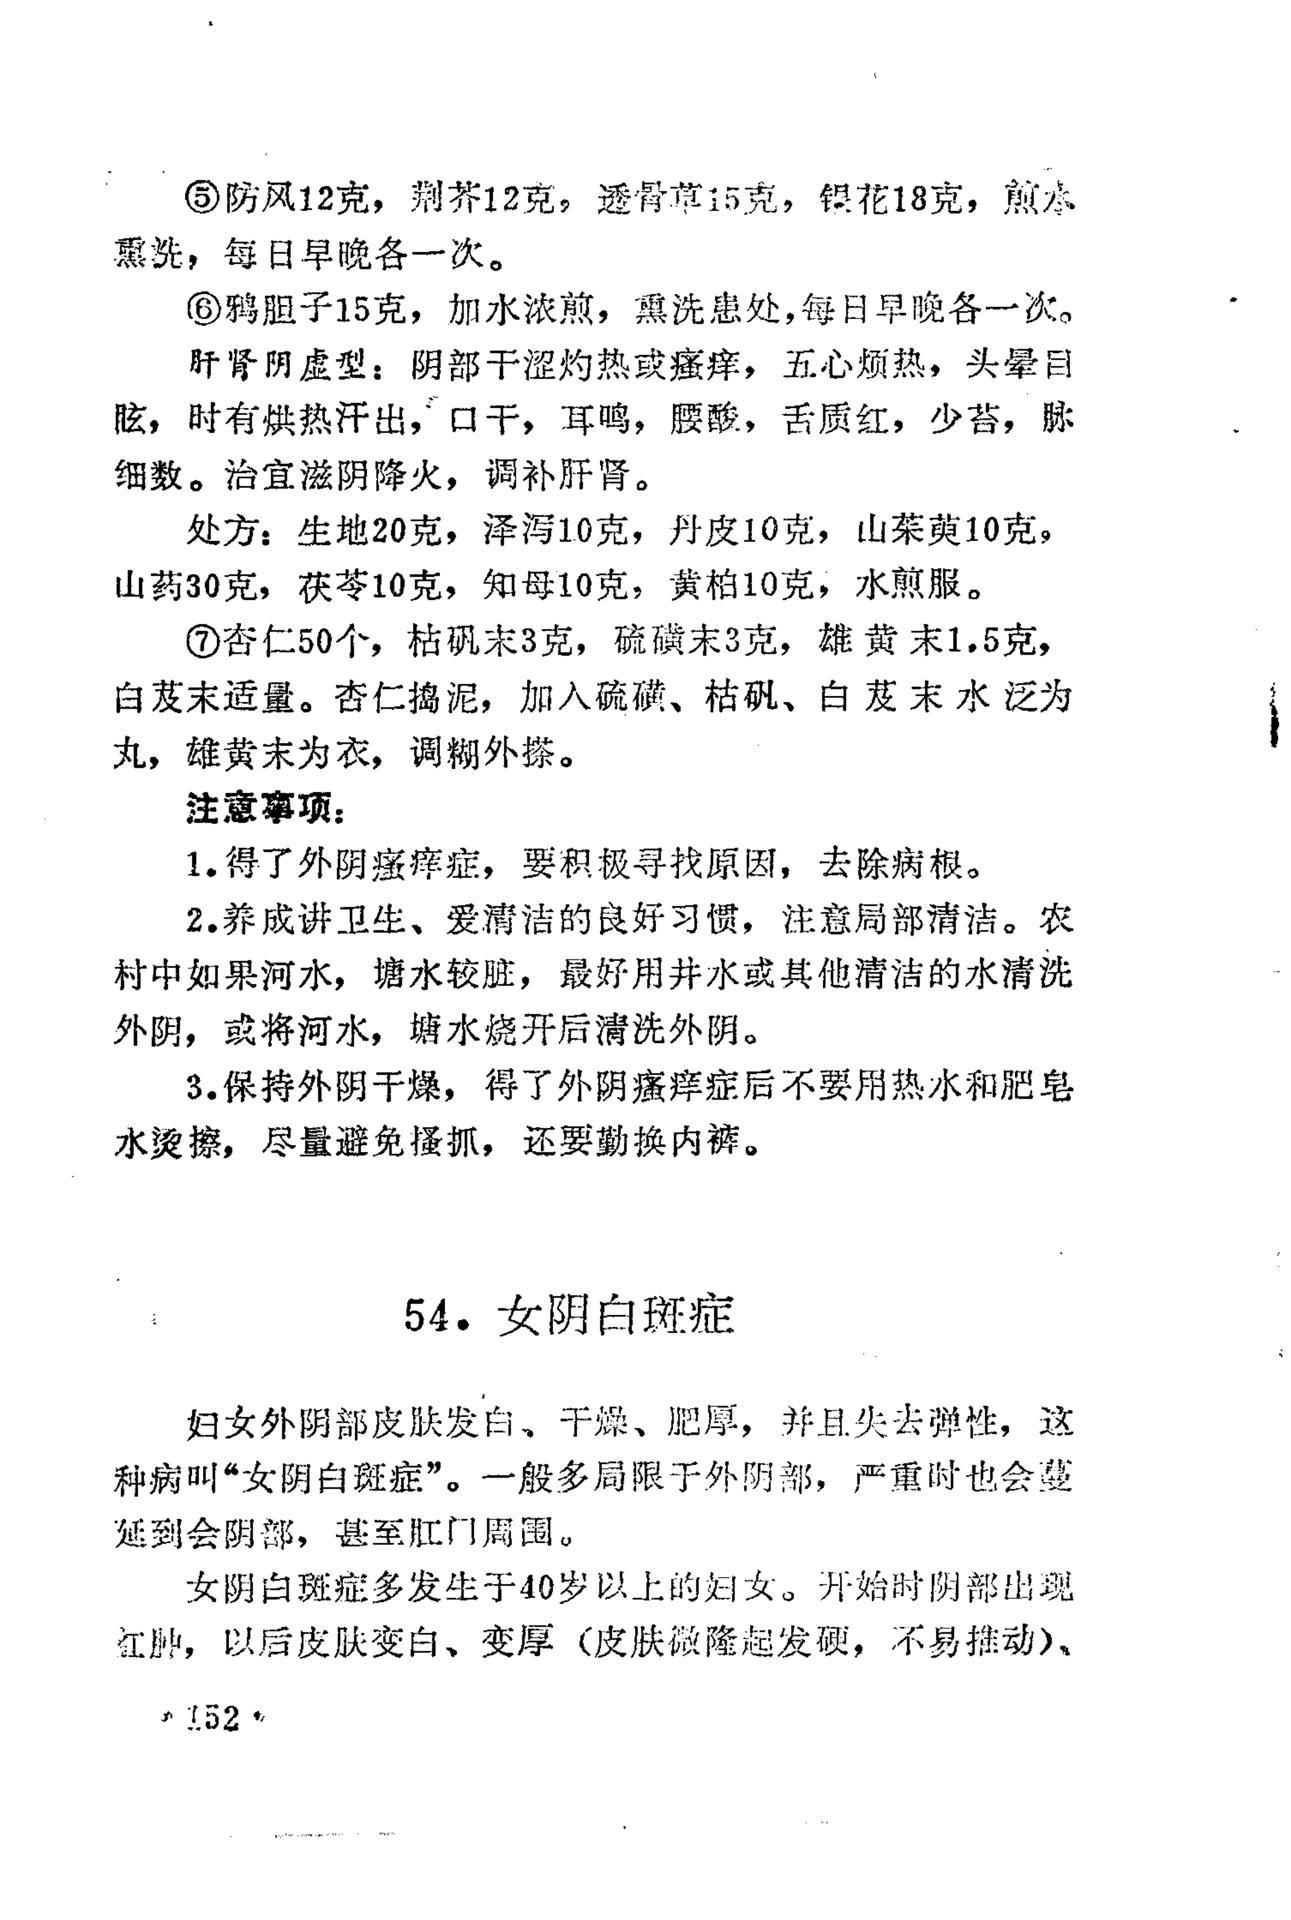 ⑤防风12克，荆芥12克，透骨草15克，银花18克，煎水
熏洗，每日早晚各一次。
⑥鸦胆子15克，加水浓煎，熏洗患处，每日早晚各一次。
肝肾阴虚型：阴部干涩灼热或瘙痒，五心烦热，头晕目
眩，时有烘热汗出，口干，耳鸣，腰酸，舌质红，少苔，脉
细数。治宜滋阴降火，调补肝肾。
处方：生地20克，泽泻10克，丹皮10克，山茱萸10克，
山药30克，茯苓10克，知母10克，黄柏10克，水煎服。
⑦杏仁50个，枯矾末3克，硫磺末3克，雄黄末1.5克，
白芨末适量。杏仁捣泥，加入硫磺、枯矾、白芨末水泛为
丸，雄黄末为衣，调糊外搽。
注意事项：
1.得了外阴瘙痒症，要积极寻找原因，去除病根。
2.养成讲卫生、爱清洁的良好习惯，注意局部清洁。农
村中如果河水，塘水较脏，最好用井水或其他清洁的水清洗
外阴，或将河水，塘水烧开后清洗外阴。
3.保持外阴干燥，得了外阴瘙痒症后不要用热水和肥皂
水烫擦，尽量避免搔抓，还要勤换内裤。
54．女阴白斑症
妇女外阴部皮肤发白、干燥、肥厚，并且失去弹性，这
种病叫“女阴白斑症”。一般多局限于外阴部，严重时也会蔓
延到会阴部，甚至肛门周围。
女阴白斑症多发生于40岁以上的妇女。开始时阴部出现
红肿，以后皮肤变白、变厚（皮肤微隆起发硬，不易推动）、
·152·